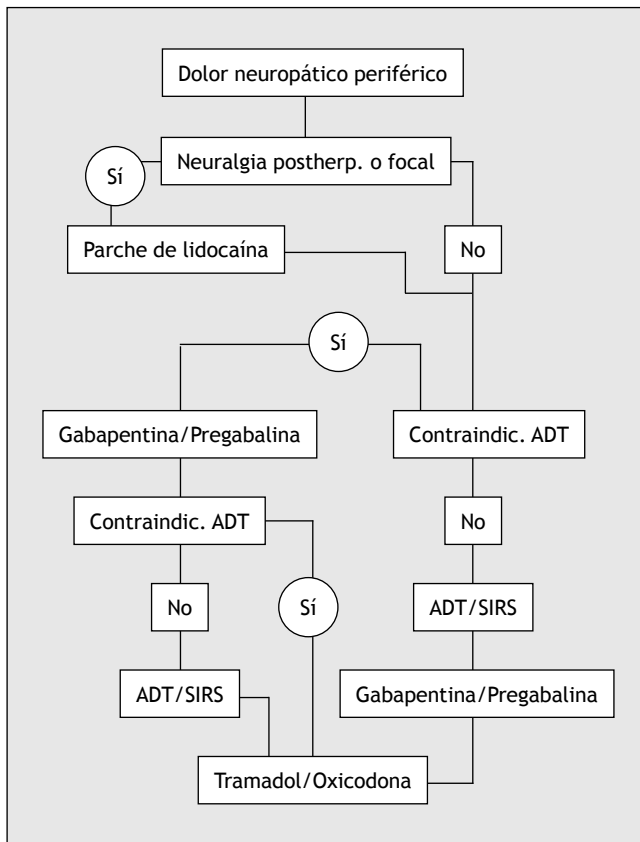 Dolor neuropático periférico
Neuralgia postherp. o focal
Sí
Parche de lidocaína
No
Sí
Gabapentina/Pregabalina
Contraindic. ADT
Contraindic. ADT
No
No
Sí
ADT/SIRS
ADT/SIRS
Gabapentina/Pregabalina
Tramadol/Oxicodona